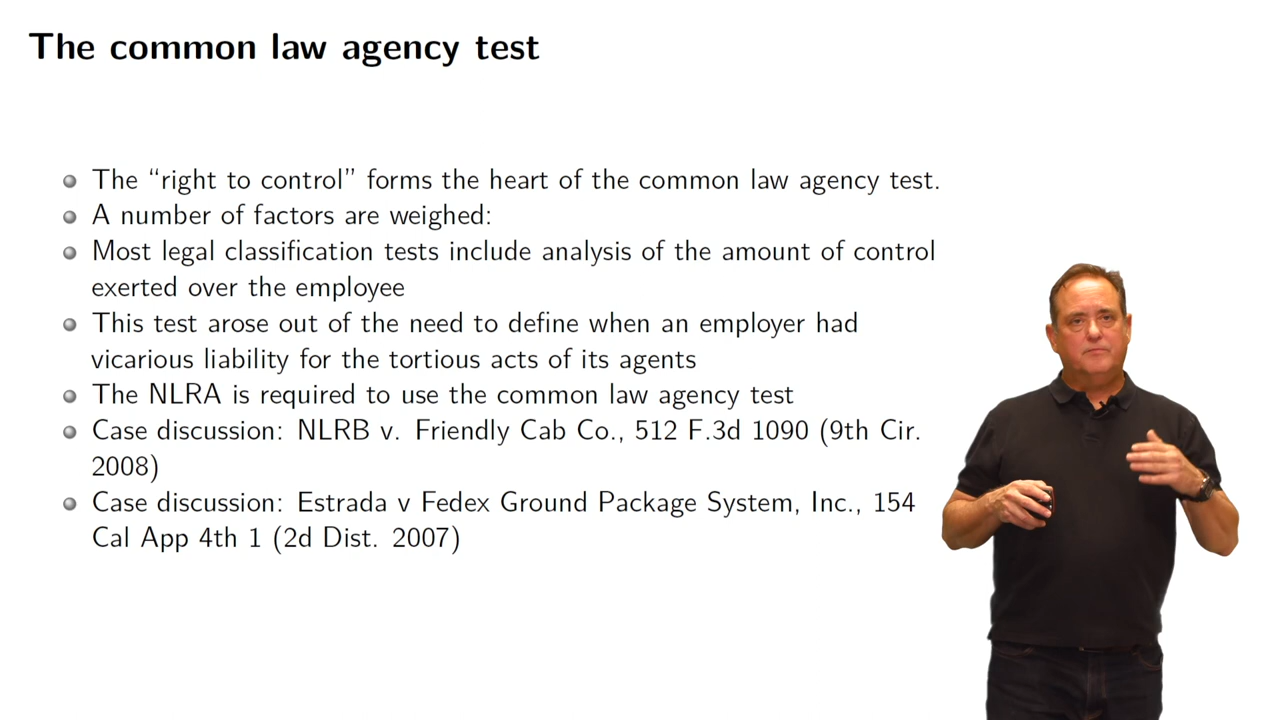 The common law agency test
The “right to control” forms the heart of the common law agency test.
A number of factors are weighed:
Most legal classification tests include analysis of the amount of control
exerted over the employee
This test arose out of the need to define when an employer had
vicarious liability for the tortious acts of its agents
The NLRA is required to use the common law agency test
Case discussion: NLRB v. Friendly Cab Co., 512 F.3d 1090 (9th Cir.
2008)
Case discussion: Estrada v Fedex Ground Package System, Inc., 154
Cal App 4th 1 (2d Dist. 2007)